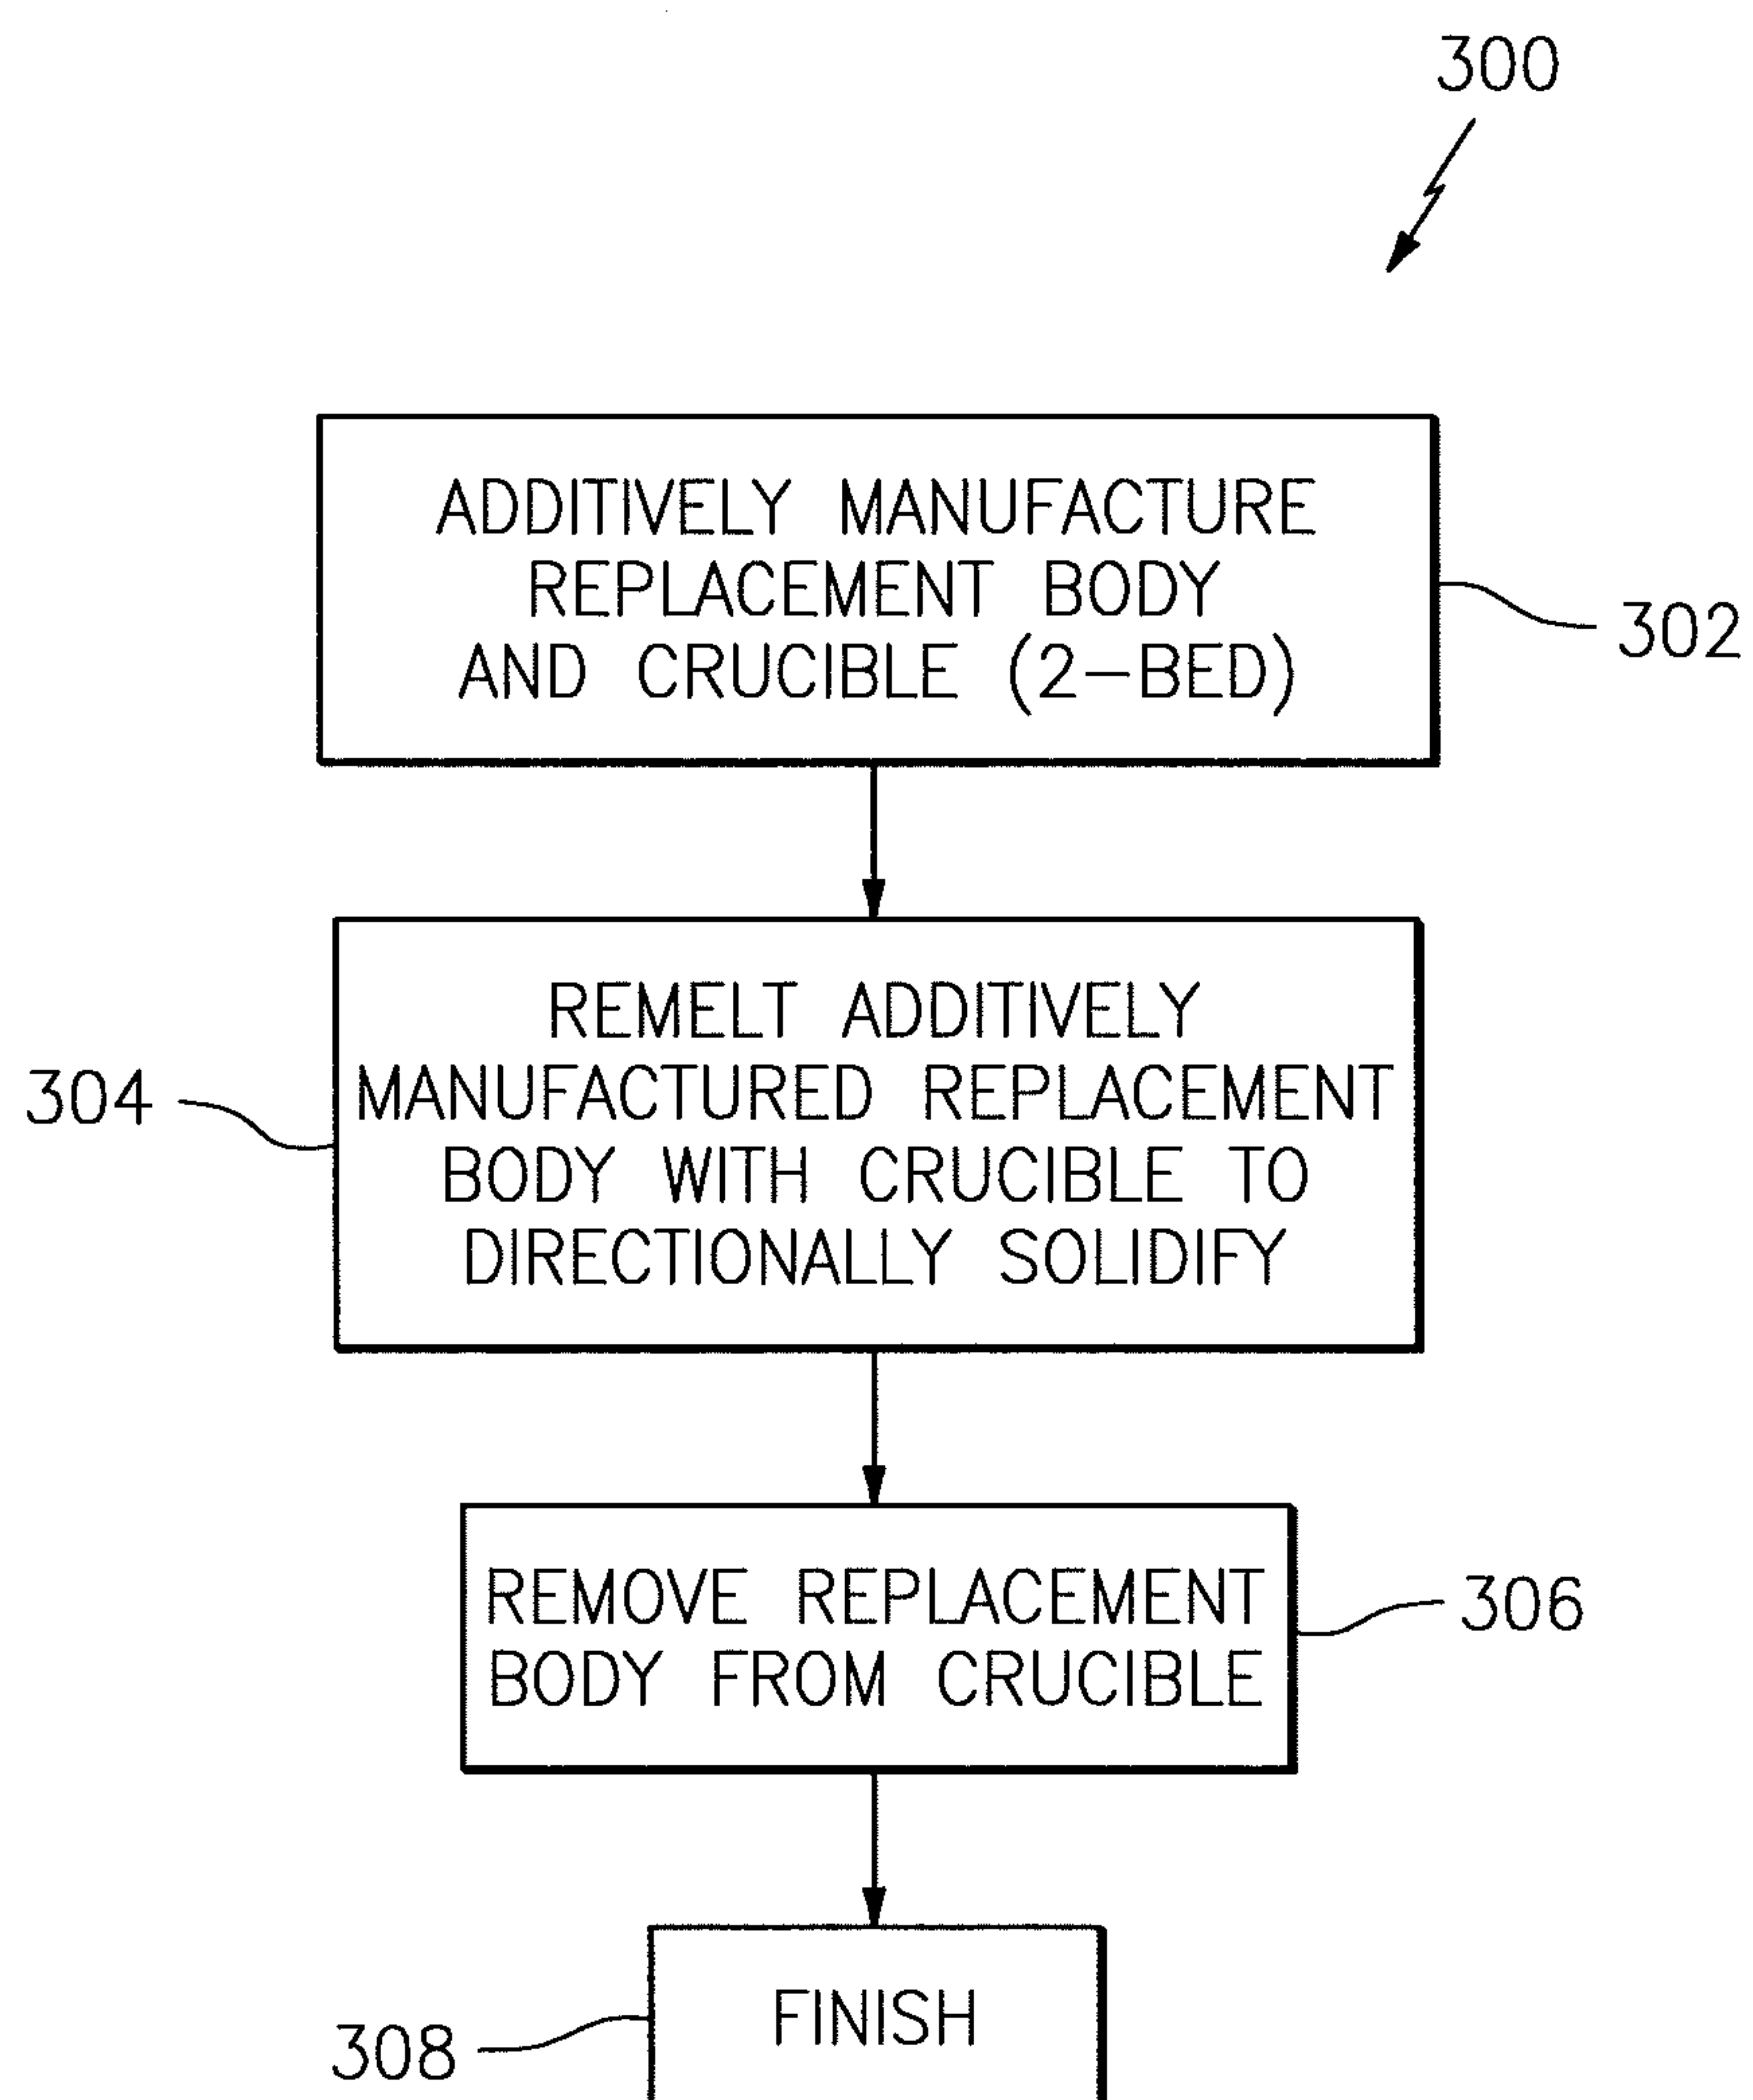 300
ADDITIVELY MANUFACTURE
REPLACEMENT BODY
AND CRUCIBLE (2-BED)
302
REMELT ADDITIVELY
MANUFACTURED REPLACEMENT
BODY WITH CRUCIBLE TO
DIRECTIONALLY SOLIDIFY
304
REMOVE REPLACEMENT
BODY FROM CRUCIBLE
306
FINISH
308